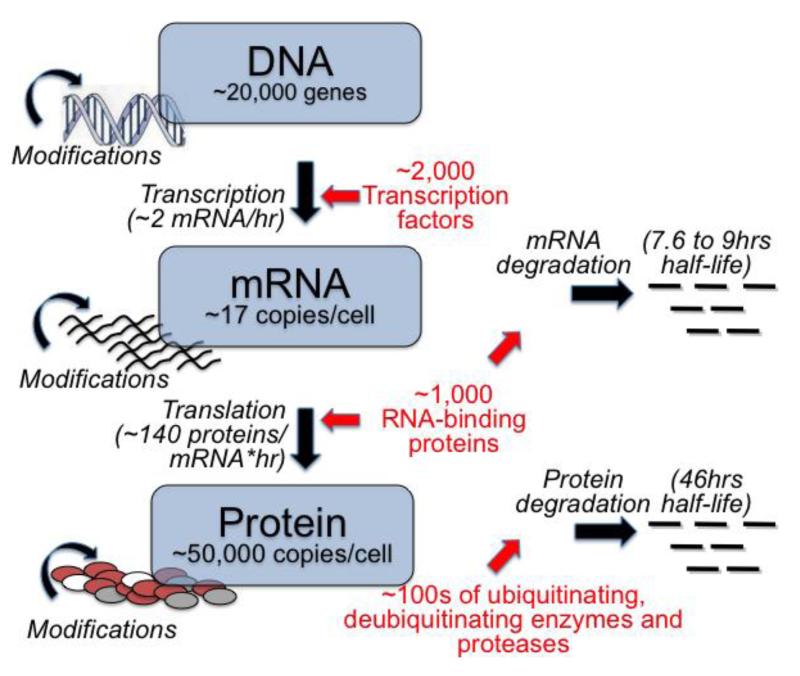 DNA
~20,000 genes
Modifications
Transcription
(~2 mRNA/hr)
~2,000
Transcription
factors
mRNA
~17 copies/cell
Modifications
mRNA
degradation
(7.6 to 9hrs
half-life)
Translation
(~140 proteins/
mRNA*hr)
~1,000
RNA-binding
proteins
Protein
~50,000 copies/cell
Modifications
Protein
degradation
(46hrs
half-life)
~100s of ubiquitinating,
deubiquitinating enzymes and
proteases